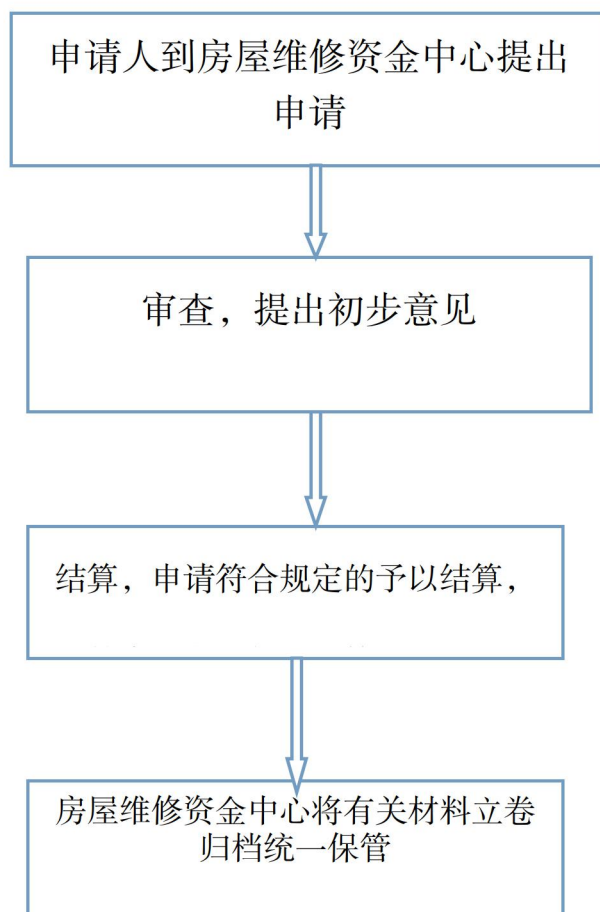 申请人到房屋维修资金中心提出
申请
审查，提出初步意见
结算，申请符合规定的予以结算，
房屋维修资金中心将有关材料立卷
归档统一保管